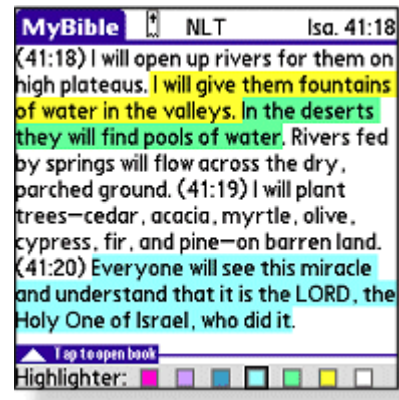 MyBible NLT Isa. 41:18
(41:18) I will open up rivers for them on
high plateaus. I will give them fountains
of water in the valleys. In the deserts
they will find pools of water. Rivers fed
by springs will flow across the dry,
parched ground. (41:19) I will plant
trees—cedar, acacia, myrtle, olive,
cypress, fir, and pine—on barren land.
(41:20) Everyone will see this miracle
and understand that it is the LORD, the
Holy One of Israel, who did it.
Tap to open book
Highlighter: